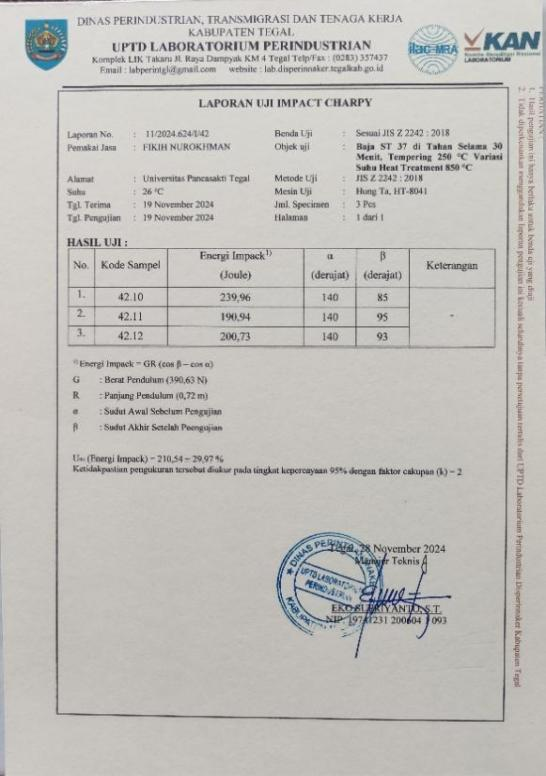 DINAS PERINDUSTRIAN, TRANSMIGRASI DAN TENAGA KERJA
KABUPATEN TEGAL
UPTD LABORATORIUM PERINDUSTRIAN
Komplek LIK Takaru Jl. Raya Dampyak KM 4 Tegal Telp/Fax : (0283) 357437
Email : labperintgl@gmail.com website : lab.disperinnaker.tegalkab.go.id
ilac-MRA
KAN
Komite Akreditasi Nasional
LABORATORIUM
LAPORAN UJI IMPACT CHARPY
Laporan No. : 11/2024.624/I/42 Benda Uji : Sesuai JIS Z 2242 : 2018
Pemakai Jasa : FIKIH NUROKHMAN Objek uji : Baja ST 37 di Tahan Selama 30
Menit, Tempering 250 °C Variasi
Suhu Heat Treatment 850 °C
Alamat : Universitas Pancasakti Tegal Metode Uji : JIS Z 2242 : 2018
Suhu : 26 °C Mesin Uji : Hung Ta, HT-8041
Tgl. Terima : 19 November 2024 Jml. Specimen : 3 Pcs
Tgl. Pengujian : 19 November 2024 Halaman : 1 dari 1
HASIL UJI :
No. Kode Sampel Energi Impack¹⁾ (Joule) α (derajat) β (derajat) Keterangan
1. 42.10 239,96 140 85
2. 42.11 190,94 140 95 -
3. 42.12 200,73 140 93
¹⁾ Energi Impack = GR (cos β – cos α)
G : Berat Pendulum (390,63 N)
R : Panjang Pendulum (0,72 m)
α : Sudut Awal Sebelum Pengujian
β : Sudut Akhir Setelah Peengujian
(Energi Impack) = 210,54 – 29,97 %
Ketidakpastian pengukuran tersebut diukur pada tingkat kepercayaan 95% dengan faktor cakupan (k) = 2
Tegal, 28 November 2024
Manajer Teknis
DINAS PERINTRANSNAKER
UPTD LABORATORIUM
PERINDUSTRIAN
KABUPATEN
EKO SUPRIYANTO, S.T.
PERHATIAN :
1. Hasil pengujian ini hanya berlaku untuk benda uji yang diuji
2. Tidak diperkenankan menggandakan laporan pengujian ini kecuali seluruhnya tanpa persetujuan tertulis dari UPTD Laboratorium Perindustrian Disperinnaker Kabupaten Tegal